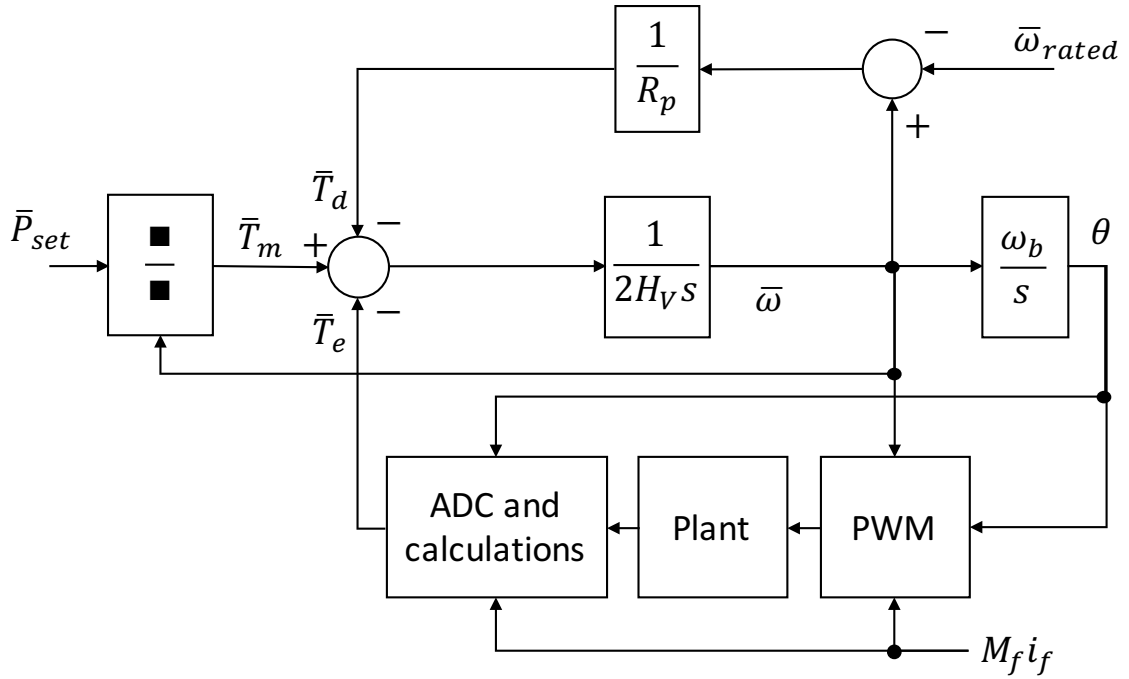 1
R_p
−
ω̅_rated
+
T̅_d
−
P̅_set
T̅_m
+
1
2H_V s
ω̅
ω_b
s
θ
T̅_e
−
ADC and
calculations
Plant
PWM
M_f i_f